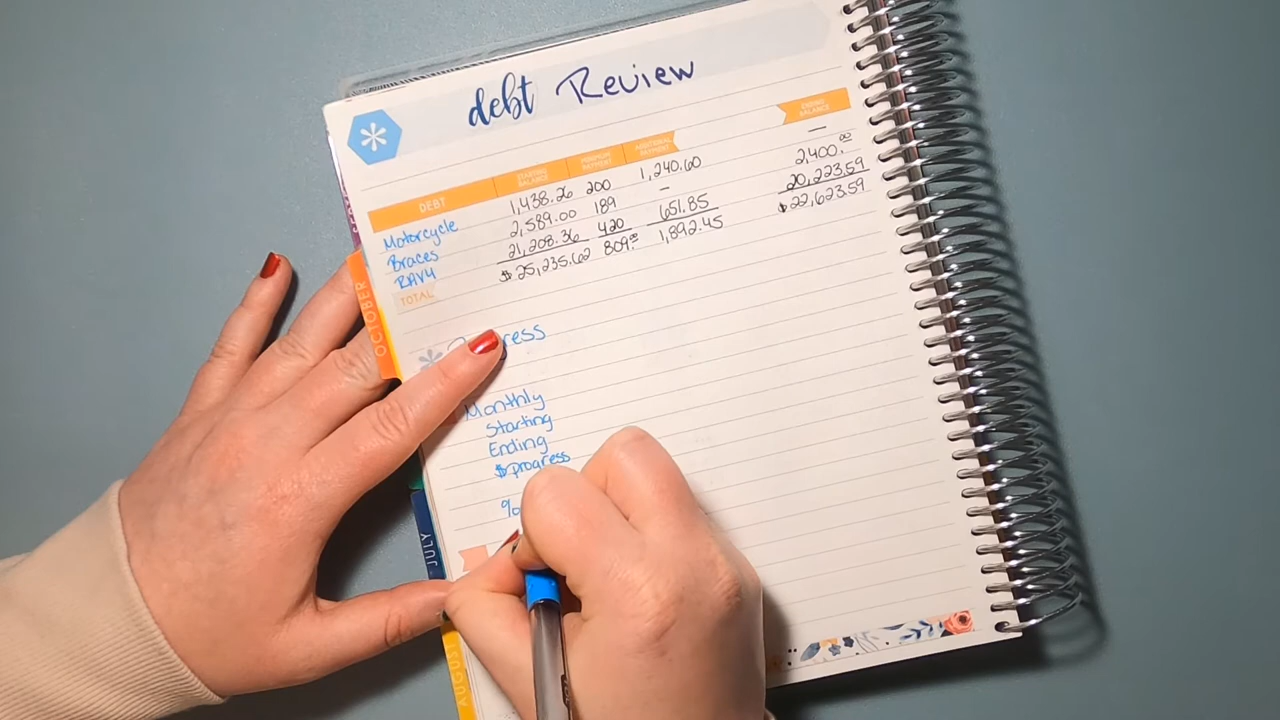 debt Review
DEBT STARTING BALANCE MINIMUM PAYMENT ADDITIONAL PAYMENT ENDING BALANCE
Motorcycle 1,438.26 200 1,240.60 —
Braces 2,589.00 189 — 2,400.00
RAV4 21,208.36 420 651.85 20,223.59
TOTAL $25,235.62 809.00 1,892.45 $22,623.59
ress
Monthly
Starting
Ending
$progress
%
OCTOBER
JULY
AUGUST